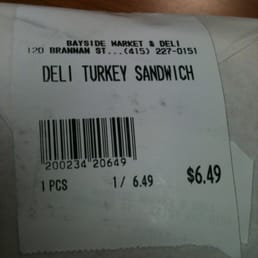 BAYSIDE MARKET & DELI
120 BRANNAN ST...(415) 227-0151
DELI TURKEY SANDWICH
200234 20649
1 PCS 1/ 6.49 $6.49